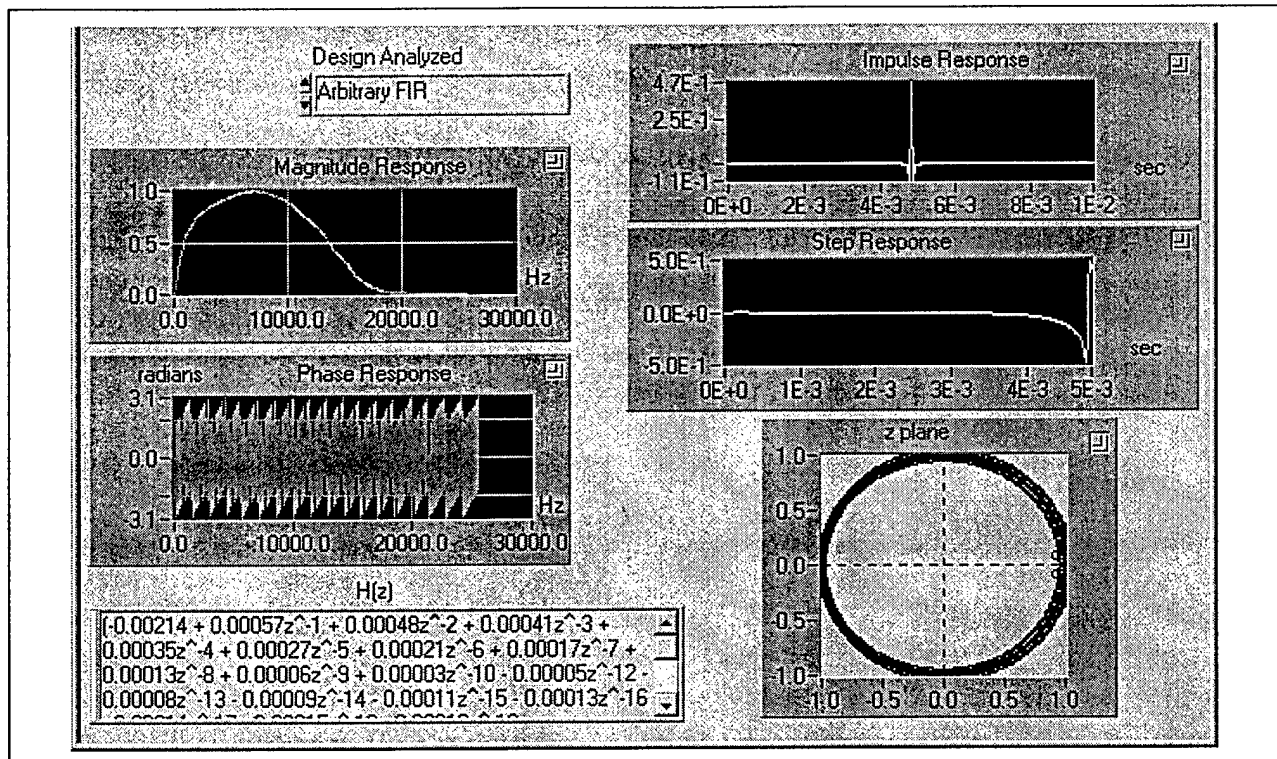 Design Analyzed
Arbitrary FIR
Magnitude Response
1.0
0.5
0.0
Hz
0.0 10000.0 20000.0 30000.0
radians Phase Response
3.1
0.0
-3.1
Hz
0.0 10000.0 20000.0 30000.0
H(z)
(-0.00214 + 0.00057z^-1 + 0.00048z^-2 + 0.00041z^-3 +
0.00035z^-4 + 0.00027z^-5 + 0.00021z^-6 + 0.00017z^-7 +
0.00013z^-8 + 0.00006z^-9 + 0.00003z^-10 - 0.00005z^-12 -
0.00008z^-13 - 0.00009z^-14 - 0.00011z^-15 - 0.00013z^-16
Impulse Response
4.7E-1
2.5E-1
-1.1E-1
sec
0E+0 2E-3 4E-3 6E-3 8E-3 1E-2
Step Response
5.0E-1
0.0E+0
-5.0E-1
sec
0E+0 1E-3 2E-3 3E-3 4E-3 5E-3
z plane
1.0
0.5
0.0
0.5
-1.0
-1.0 -0.5 0.0 0.5 1.0